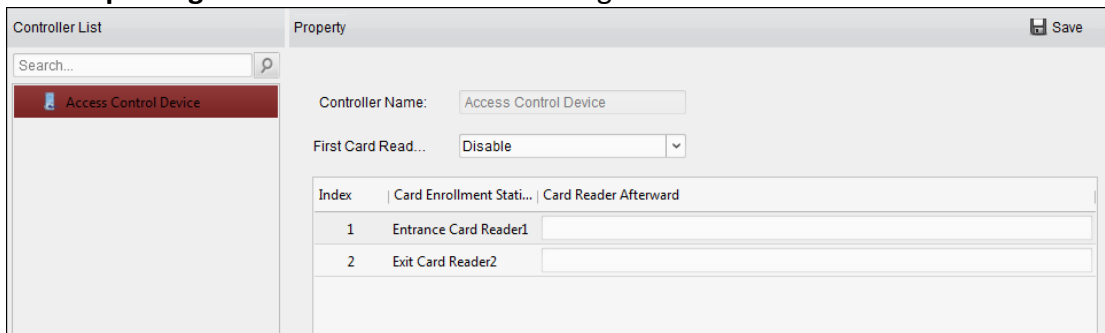 Controller List
Property
Save
Search...
Access Control Device
Controller Name:
Access Control Device
First Card Read...
Disable
Index
Card Enrollment Stati...
Card Reader Afterward
1
Entrance Card Reader1
2
Exit Card Reader2